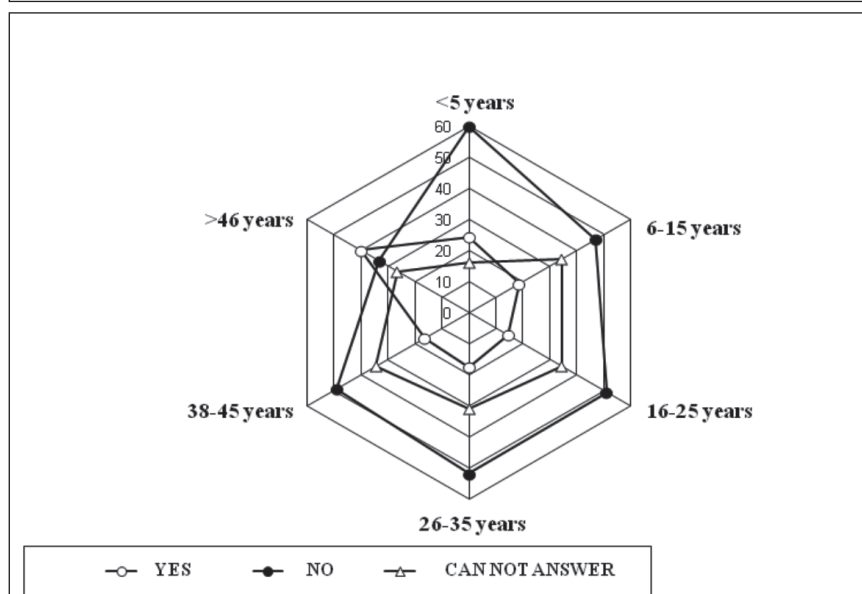 <5 years
60
50
40
30
20
10
0
>46 years
6-15 years
38-45 years
16-25 years
26-35 years
YES NO CAN NOT ANSWER